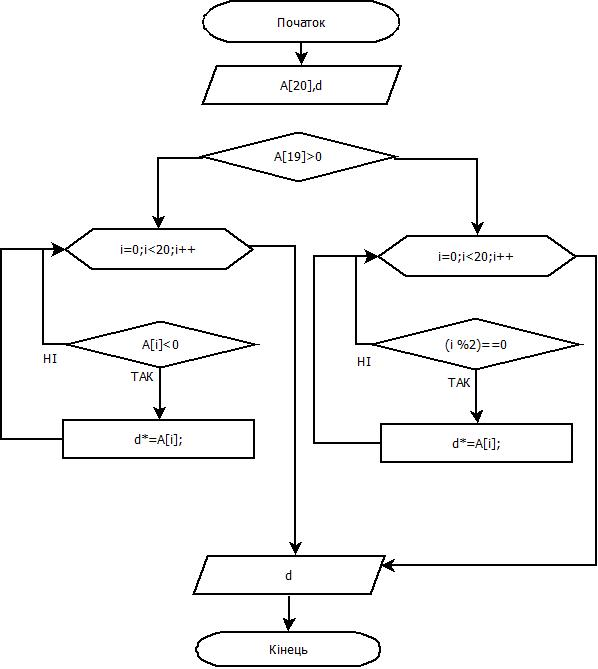 Початок
A[20],d
A[19]>0
i=0;i<20;i++
i=0;i<20;i++
A[i]<0
(i %2)==0
НІ
НІ
ТАК
ТАК
d*=A[i];
d*=A[i];
d
Кінець